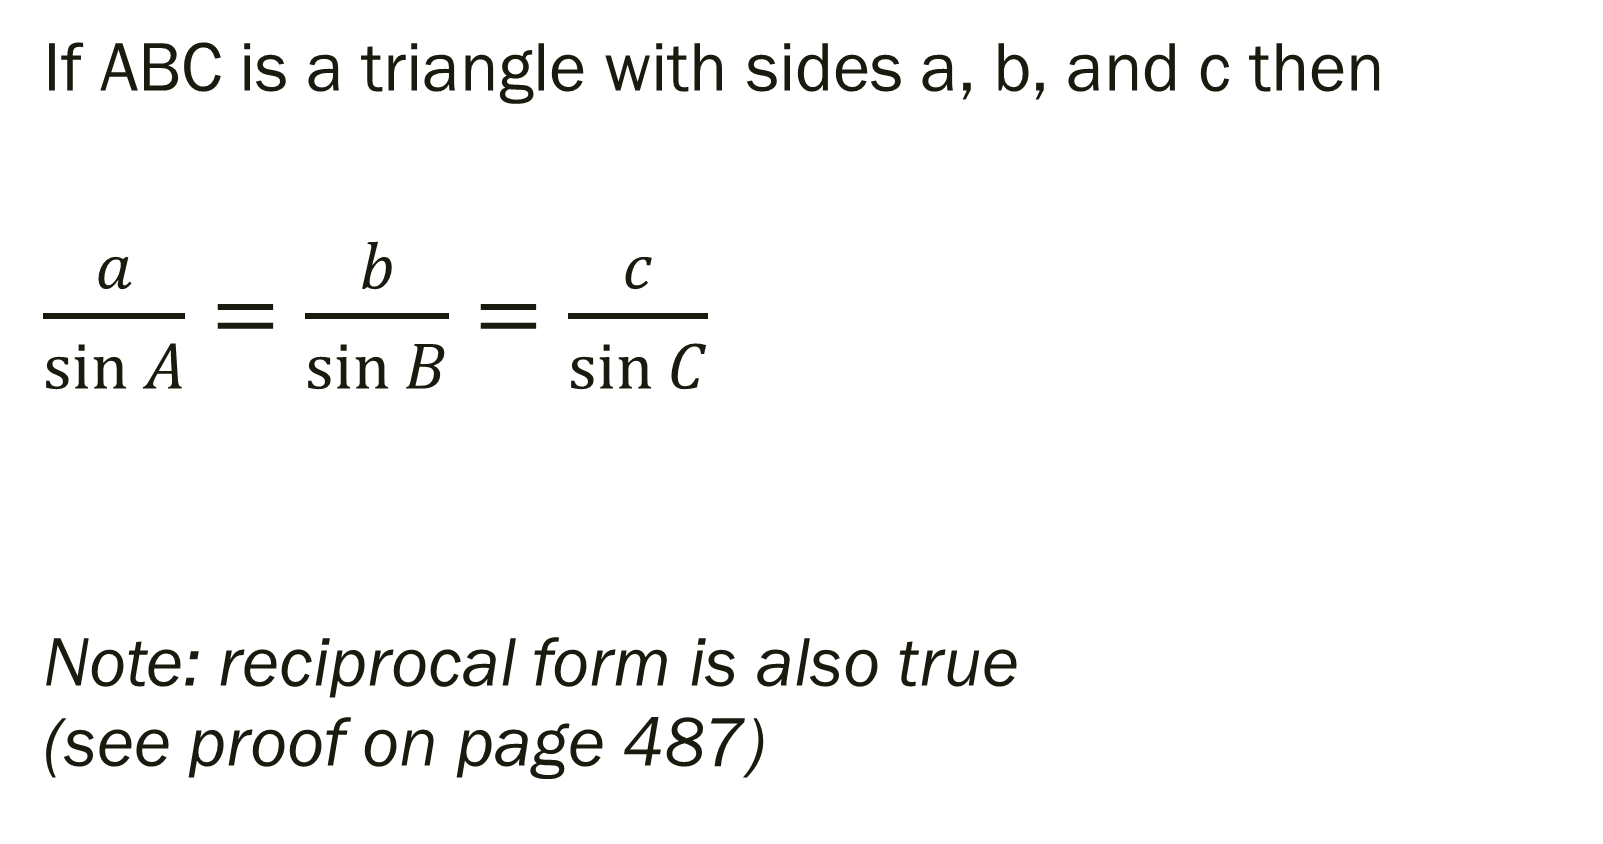 If ABC is a triangle with sides a, b, and c then
a/sin A = b/sin B = c/sin C
Note: reciprocal form is also true
(see proof on page 487)